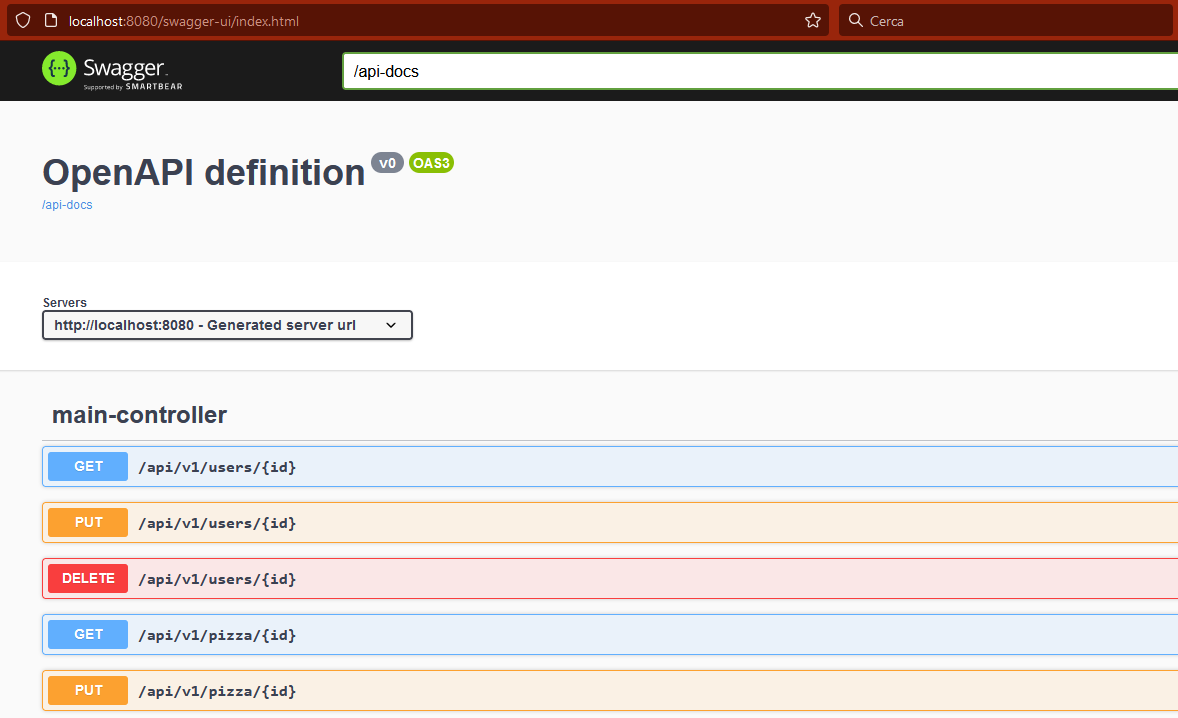 localhost:8080/swagger-ui/index.html
Cerca
{···} Swagger
Supported by SMARTBEAR
/api-docs
OpenAPI definition v0 OAS3
/api-docs
Servers
http://localhost:8080 - Generated server url
main-controller
GET /api/v1/users/{id}
PUT /api/v1/users/{id}
DELETE /api/v1/users/{id}
GET /api/v1/pizza/{id}
PUT /api/v1/pizza/{id}